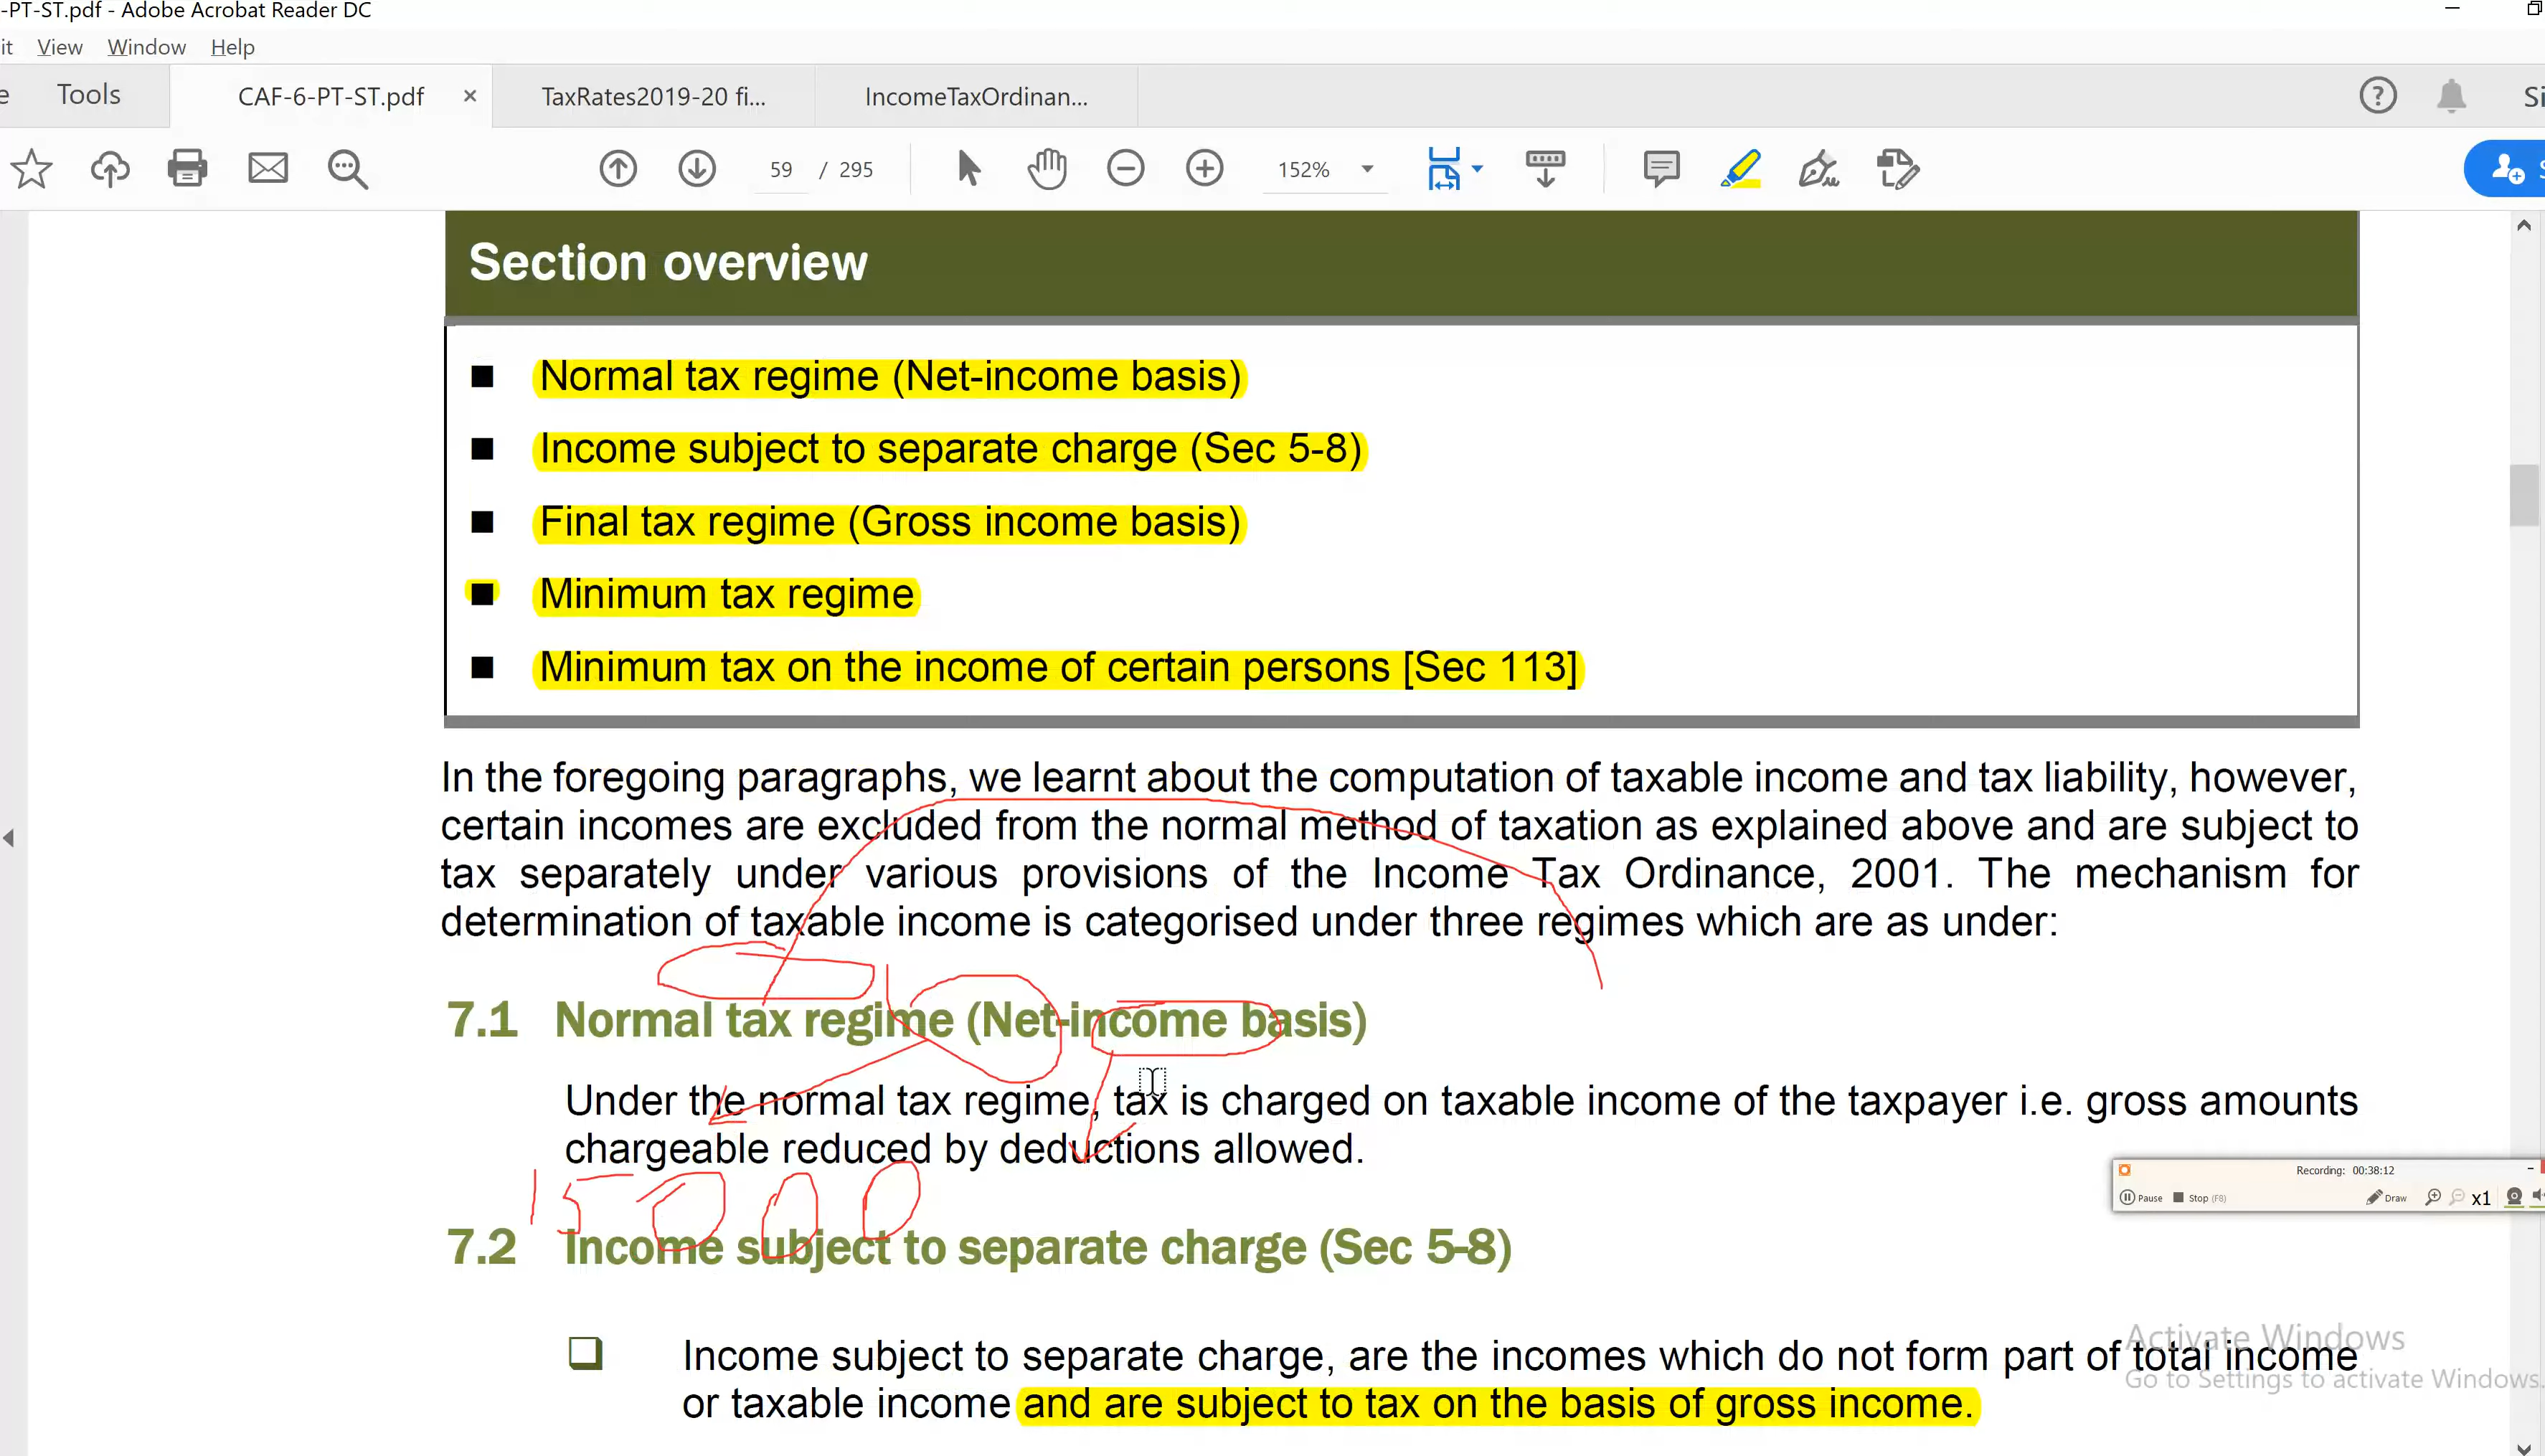 -PT-ST.pdf - Adobe Acrobat Reader DC
it View Window Help
e Tools CAF-6-PT-ST.pdf × TaxRates2019-20 fi... IncomeTaxOrdinan... ? Si
59 / 295 152%
Section overview
■ Normal tax regime (Net-income basis)
■ Income subject to separate charge (Sec 5-8)
■ Final tax regime (Gross income basis)
■ Minimum tax regime
■ Minimum tax on the income of certain persons [Sec 113]
In the foregoing paragraphs, we learnt about the computation of taxable income and tax liability, however,
certain incomes are excluded from the normal method of taxation as explained above and are subject to
tax separately under various provisions of the Income Tax Ordinance, 2001. The mechanism for
determination of taxable income is categorised under three regimes which are as under:
7.1 Normal tax regime (Net-income basis)
Under the normal tax regime, tax is charged on taxable income of the taxpayer i.e. gross amounts
chargeable reduced by deductions allowed.
Recording: 00:38:12
Pause Stop (F8) Draw x1
15000
7.2 Income subject to separate charge (Sec 5-8)
❑ Income subject to separate charge, are the incomes which do not form part of total income
or taxable income and are subject to tax on the basis of gross income.
Activate Windows
Go to Settings to activate Windows.